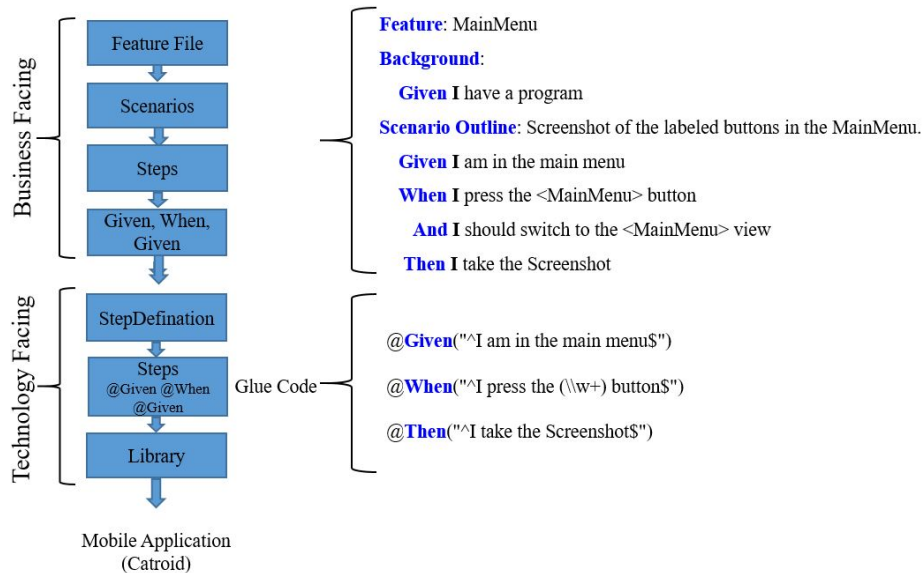 Business Facing
Feature File
Scenarios
Steps
Given, When,
Given
Feature: MainMenu
Background:
Given I have a program
Scenario Outline: Screenshot of the labeled buttons in the MainMenu.
Given I am in the main menu
When I press the <MainMenu> button
And I should switch to the <MainMenu> view
Then I take the Screenshot
Technology Facing
StepDefination
Steps
@Given @When
@Given
Library
Glue Code
@Given("^I am in the main menu$")
@When("^I press the (\\w+) button$")
@Then("^I take the Screenshot$")
Mobile Application
(Catroid)